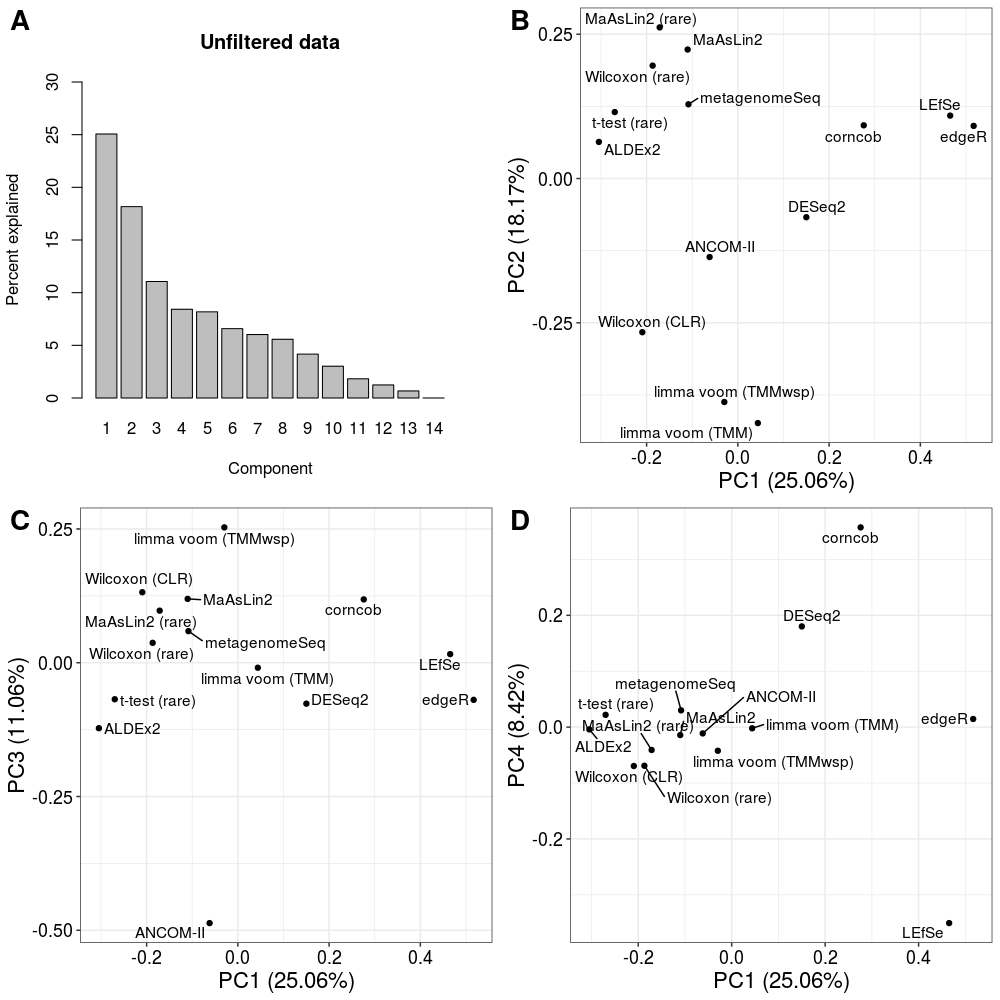 A
Unfiltered data
Percent explained
30
25
20
15
10
5
0
1 2 3 4 5 6 7 8 9 10 11 12 13 14
Component
B
PC2 (18.17%)
0.25
0.00
-0.25
MaAsLin2 (rare)
MaAsLin2
Wilcoxon (rare)
metagenomeSeq
LEfSe
t-test (rare)
corncob
edgeR
ALDEx2
DESeq2
ANCOM-II
Wilcoxon (CLR)
limma voom (TMMwsp)
limma voom (TMM)
-0.2 0.0 0.2 0.4
PC1 (25.06%)
C
PC3 (11.06%)
0.25
0.00
-0.25
-0.50
limma voom (TMMwsp)
Wilcoxon (CLR)
MaAsLin2
corncob
MaAsLin2 (rare)
metagenomeSeq
Wilcoxon (rare)
LEfSe
limma voom (TMM)
t-test (rare)
DESeq2
edgeR
ALDEx2
ANCOM-II
-0.2 0.0 0.2 0.4
PC1 (25.06%)
D
PC4 (8.42%)
0.2
0.0
-0.2
corncob
DESeq2
metagenomeSeq
ANCOM-II
t-test (rare)
MaAsLin2
edgeR
MaAsLin2 (rare)
limma voom (TMM)
ALDEx2
limma voom (TMMwsp)
Wilcoxon (CLR)
Wilcoxon (rare)
LEfSe
-0.2 0.0 0.2 0.4
PC1 (25.06%)